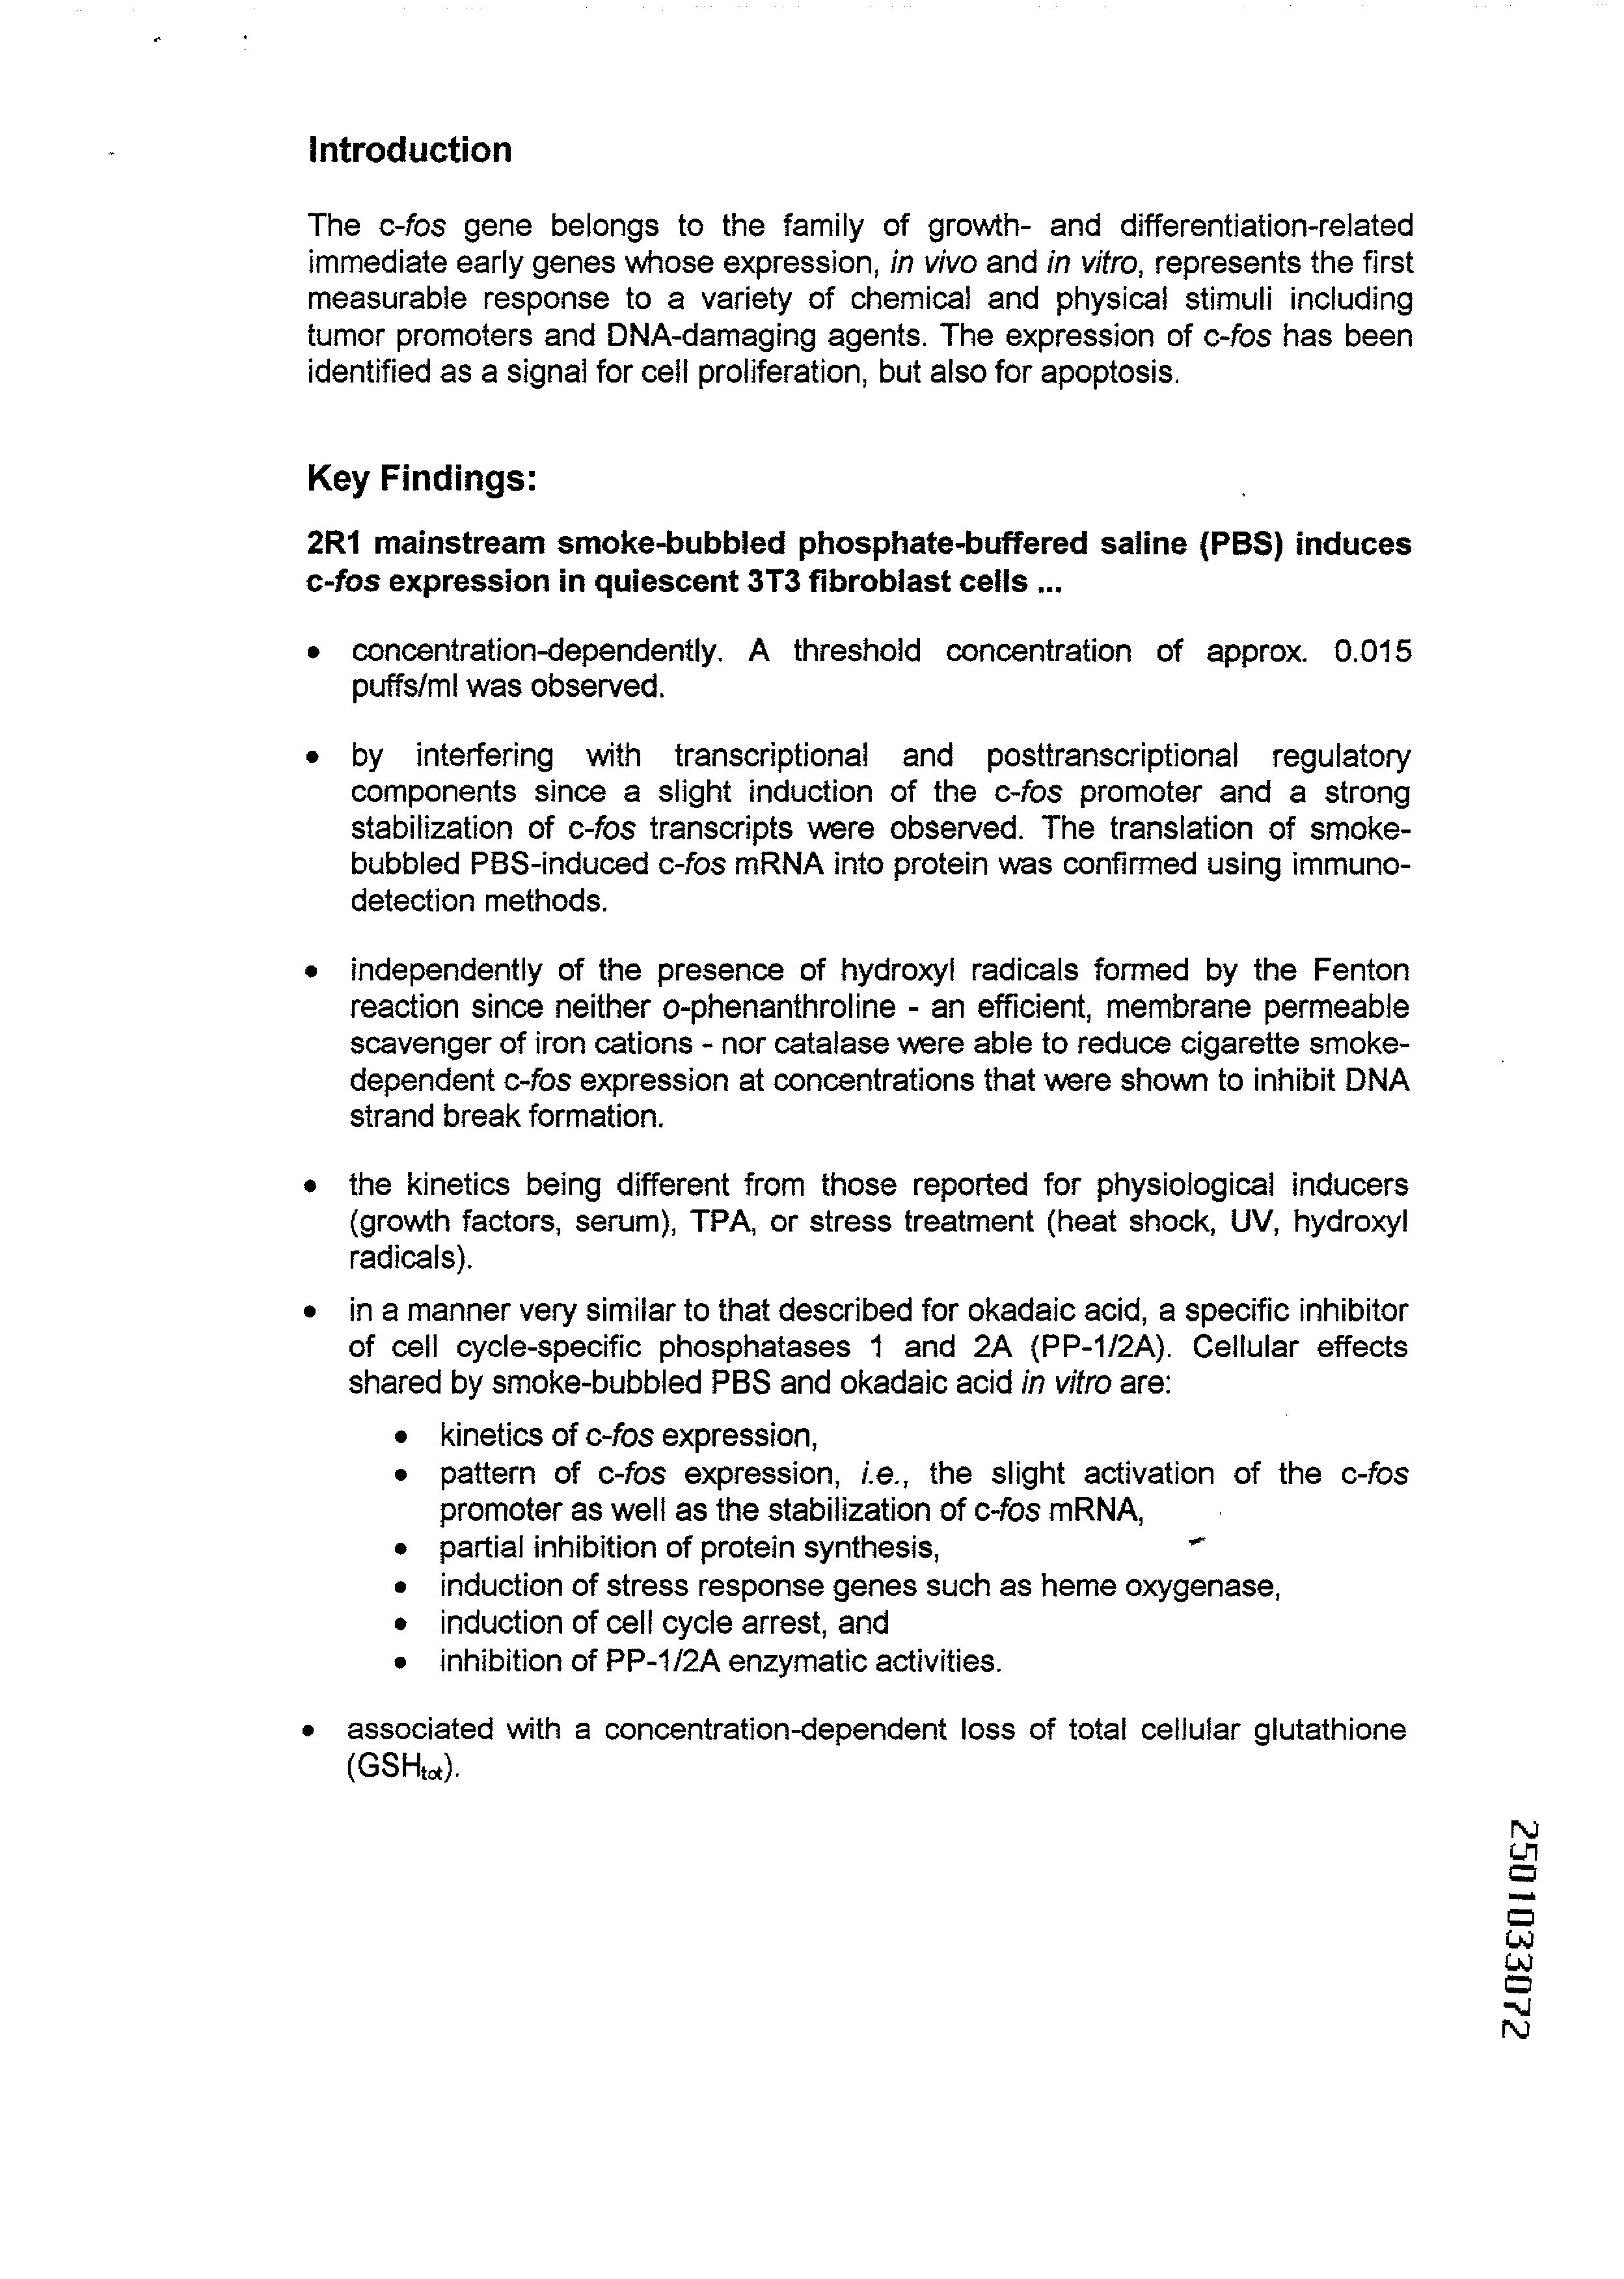 Introduction
The c-fos gene belongs to the family of growth- and differentiation-related
immediate early genes whose expression, in vivo and in vitro, represents the first
measurable response to a variety of chemical and physical stimuli including
tumor promoters and DNA-damaging agents. The expression of c-fos has been
identified as a signal for cell proliferation, but also for apoptosis.
Key Findings:
2R1 mainstream smoke-bubbled phosphate-buffered saline (PBS) induces
c-fos expression in quiescent 3T3 fibroblast cells ...
• concentration-dependently. A threshold concentration of approx. 0.015
puffs/ml was observed.
• by interfering with transcriptional and posttranscriptional regulatory
components since a slight induction of the c-fos promoter and a strong
stabilization of c-fos transcripts were observed. The translation of smoke-
bubbled PBS-induced c-fos mRNA into protein was confirmed using immuno-
detection methods.
• independently of the presence of hydroxyl radicals formed by the Fenton
reaction since neither o-phenanthroline - an efficient, membrane permeable
scavenger of iron cations - nor catalase were able to reduce cigarette smoke-
dependent c-fos expression at concentrations that were shown to inhibit DNA
strand break formation.
• the kinetics being different from those reported for physiological inducers
(growth factors, serum), TPA, or stress treatment (heat shock, UV, hydroxyl
radicals).
• in a manner very similar to that described for okadaic acid, a specific inhibitor
of cell cycle-specific phosphatases 1 and 2A (PP-1/2A). Cellular effects
shared by smoke-bubbled PBS and okadaic acid in vitro are:
• kinetics of c-fos expression,
• pattern of c-fos expression, i.e., the slight activation of the c-fos
promoter as well as the stabilization of c-fos mRNA,
• partial inhibition of protein synthesis,
• induction of stress response genes such as heme oxygenase,
• induction of cell cycle arrest, and
• inhibition of PP-1/2A enzymatic activities.
• associated with a concentration-dependent loss of total cellular glutathione
(GSHtot).
2501033072